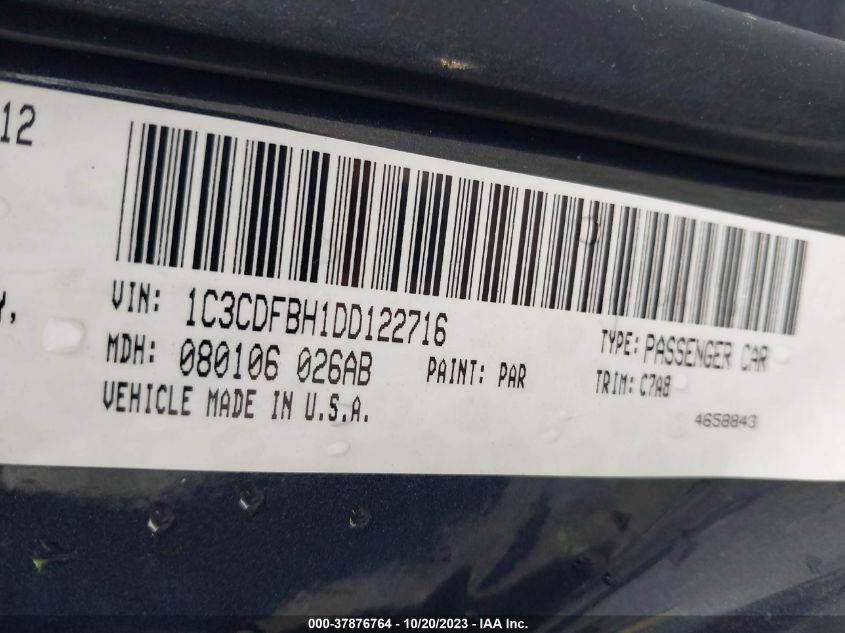 12
Y,
VIN: 1C3CDFBH1DD122716
MDH: 080106 026AB
PAINT: PAR
TYPE: PASSENGER CAR
TRIM: C7A8
VEHICLE MADE IN U.S.A.
4658843
000-37876764 | 10/20/2023 - IAA Inc.